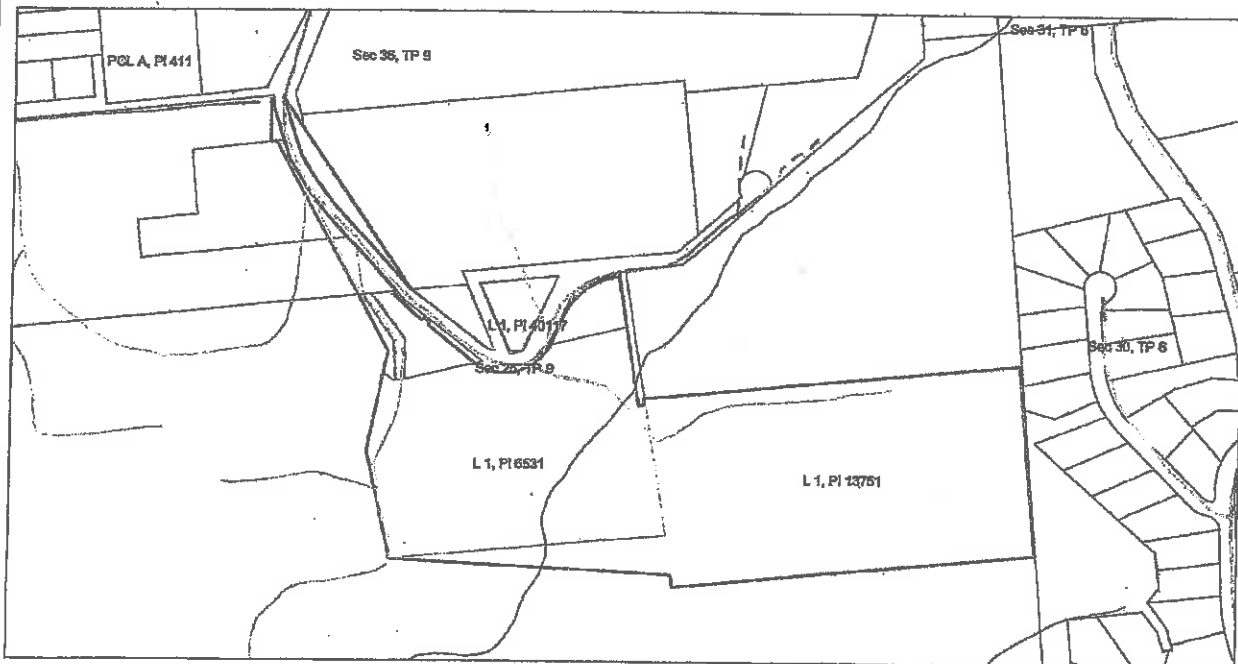 Sec 36, TP 9
Sec 31, TP 6
PCL A, Pl 411
1
L 1, Pl 40117
Sec 30, TP 6
Sec 25, TP 9
L 1, Pl 6531
L 1, Pl 13751